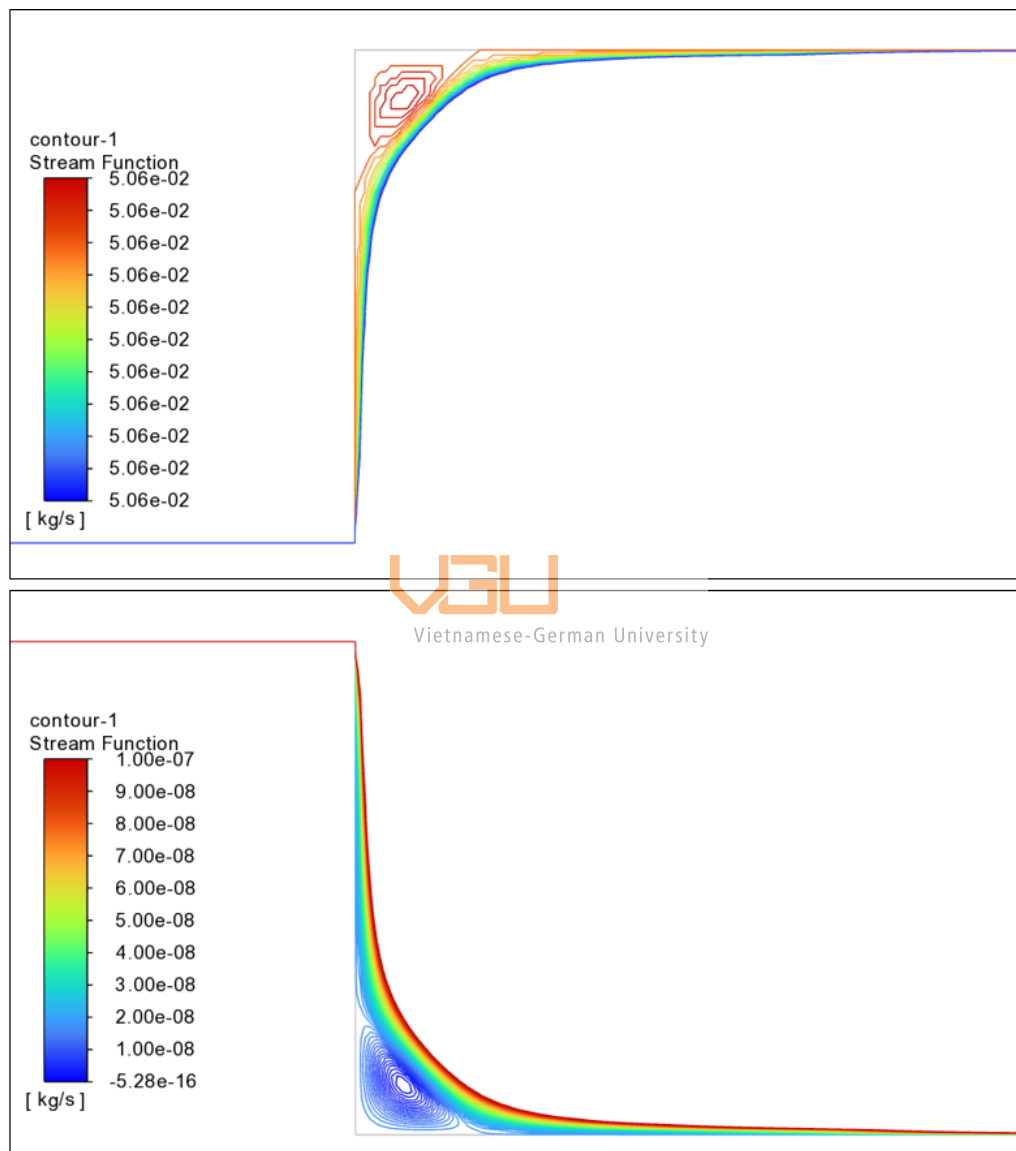 contour-1
Stream Function
5.06e-02
5.06e-02
5.06e-02
5.06e-02
5.06e-02
5.06e-02
5.06e-02
5.06e-02
5.06e-02
5.06e-02
5.06e-02
[ kg/s ]
VGU
Vietnamese-German University
contour-1
Stream Function
1.00e-07
9.00e-08
8.00e-08
7.00e-08
6.00e-08
5.00e-08
4.00e-08
3.00e-08
2.00e-08
1.00e-08
-5.28e-16
[ kg/s ]